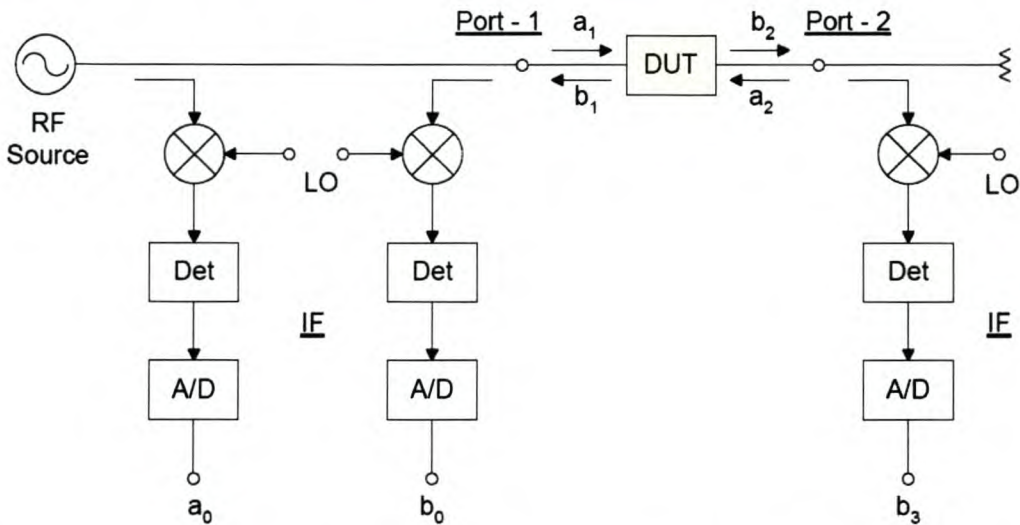 Port - 1
a1
b2
Port - 2
DUT
b1
a2
RF
Source
LO
LO
Det
Det
Det
IF
IF
A/D
A/D
A/D
a0
b0
b3